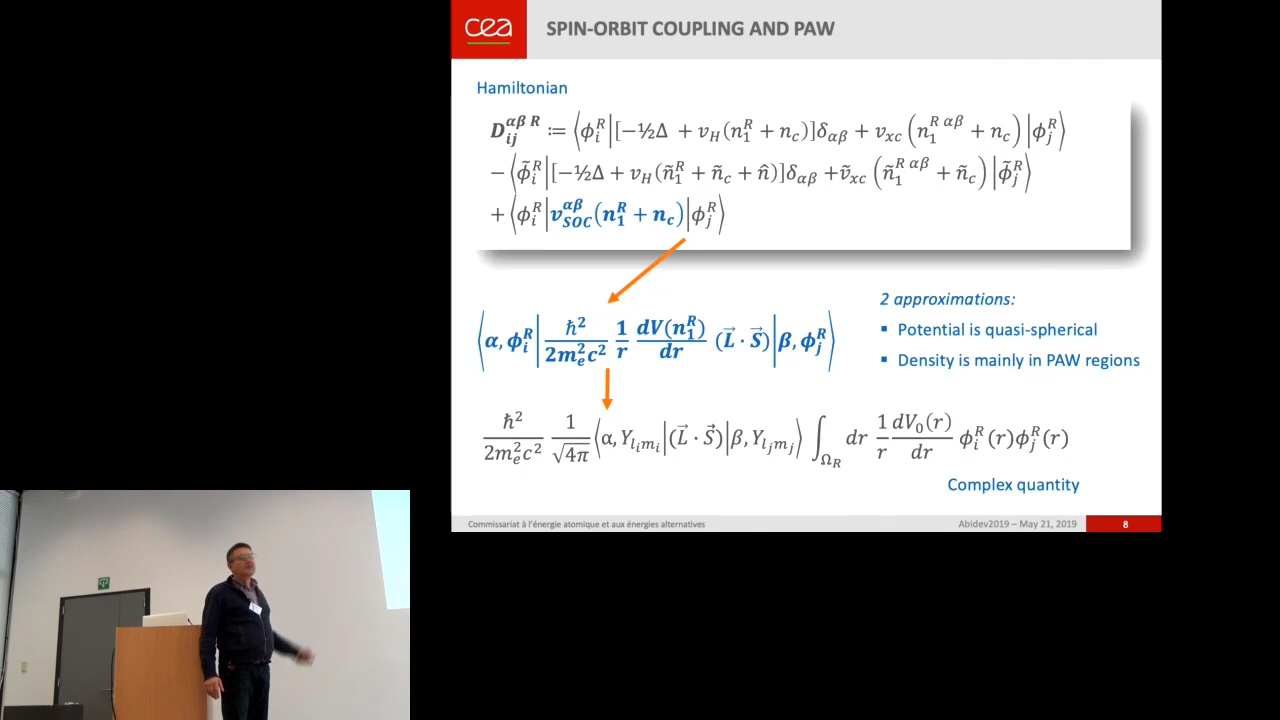 cea
SPIN-ORBIT COUPLING AND PAW
Hamiltonian
D_{ij}^{αβ R} := ⟨ϕ_i^R|[−½Δ + v_H(n_1^R + n_c)]δ_{αβ} + v_{xc}(n_1^{R αβ} + n_c)|ϕ_j^R⟩
− ⟨ϕ̃_i^R|[−½Δ + v_H(ñ_1^R + ñ_c + n̂)]δ_{αβ} + ṽ_{xc}(ñ_1^{R αβ} + ñ_c)|ϕ̃_j^R⟩
+ ⟨ϕ_i^R|v_{SOC}^{αβ}(n_1^R + n_c)|ϕ_j^R⟩
2 approximations:
▪ Potential is quasi-spherical
▪ Density is mainly in PAW regions
⟨α, ϕ_i^R| ħ²/2m_e²c² 1/r dV(n_1^R)/dr (L⃗ · S⃗)|β, ϕ_j^R⟩
ħ²/2m_e²c² 1/√4π ⟨α, Y_{l_i m_i}|(L⃗ · S⃗)|β, Y_{l_j m_j}⟩ ∫_{Ω_R} dr 1/r dV_0(r)/dr ϕ_i^R(r)ϕ_j^R(r)
Complex quantity
Commissariat à l'énergie atomique et aux énergies alternatives
Abidev2019 – May 21, 2019
8